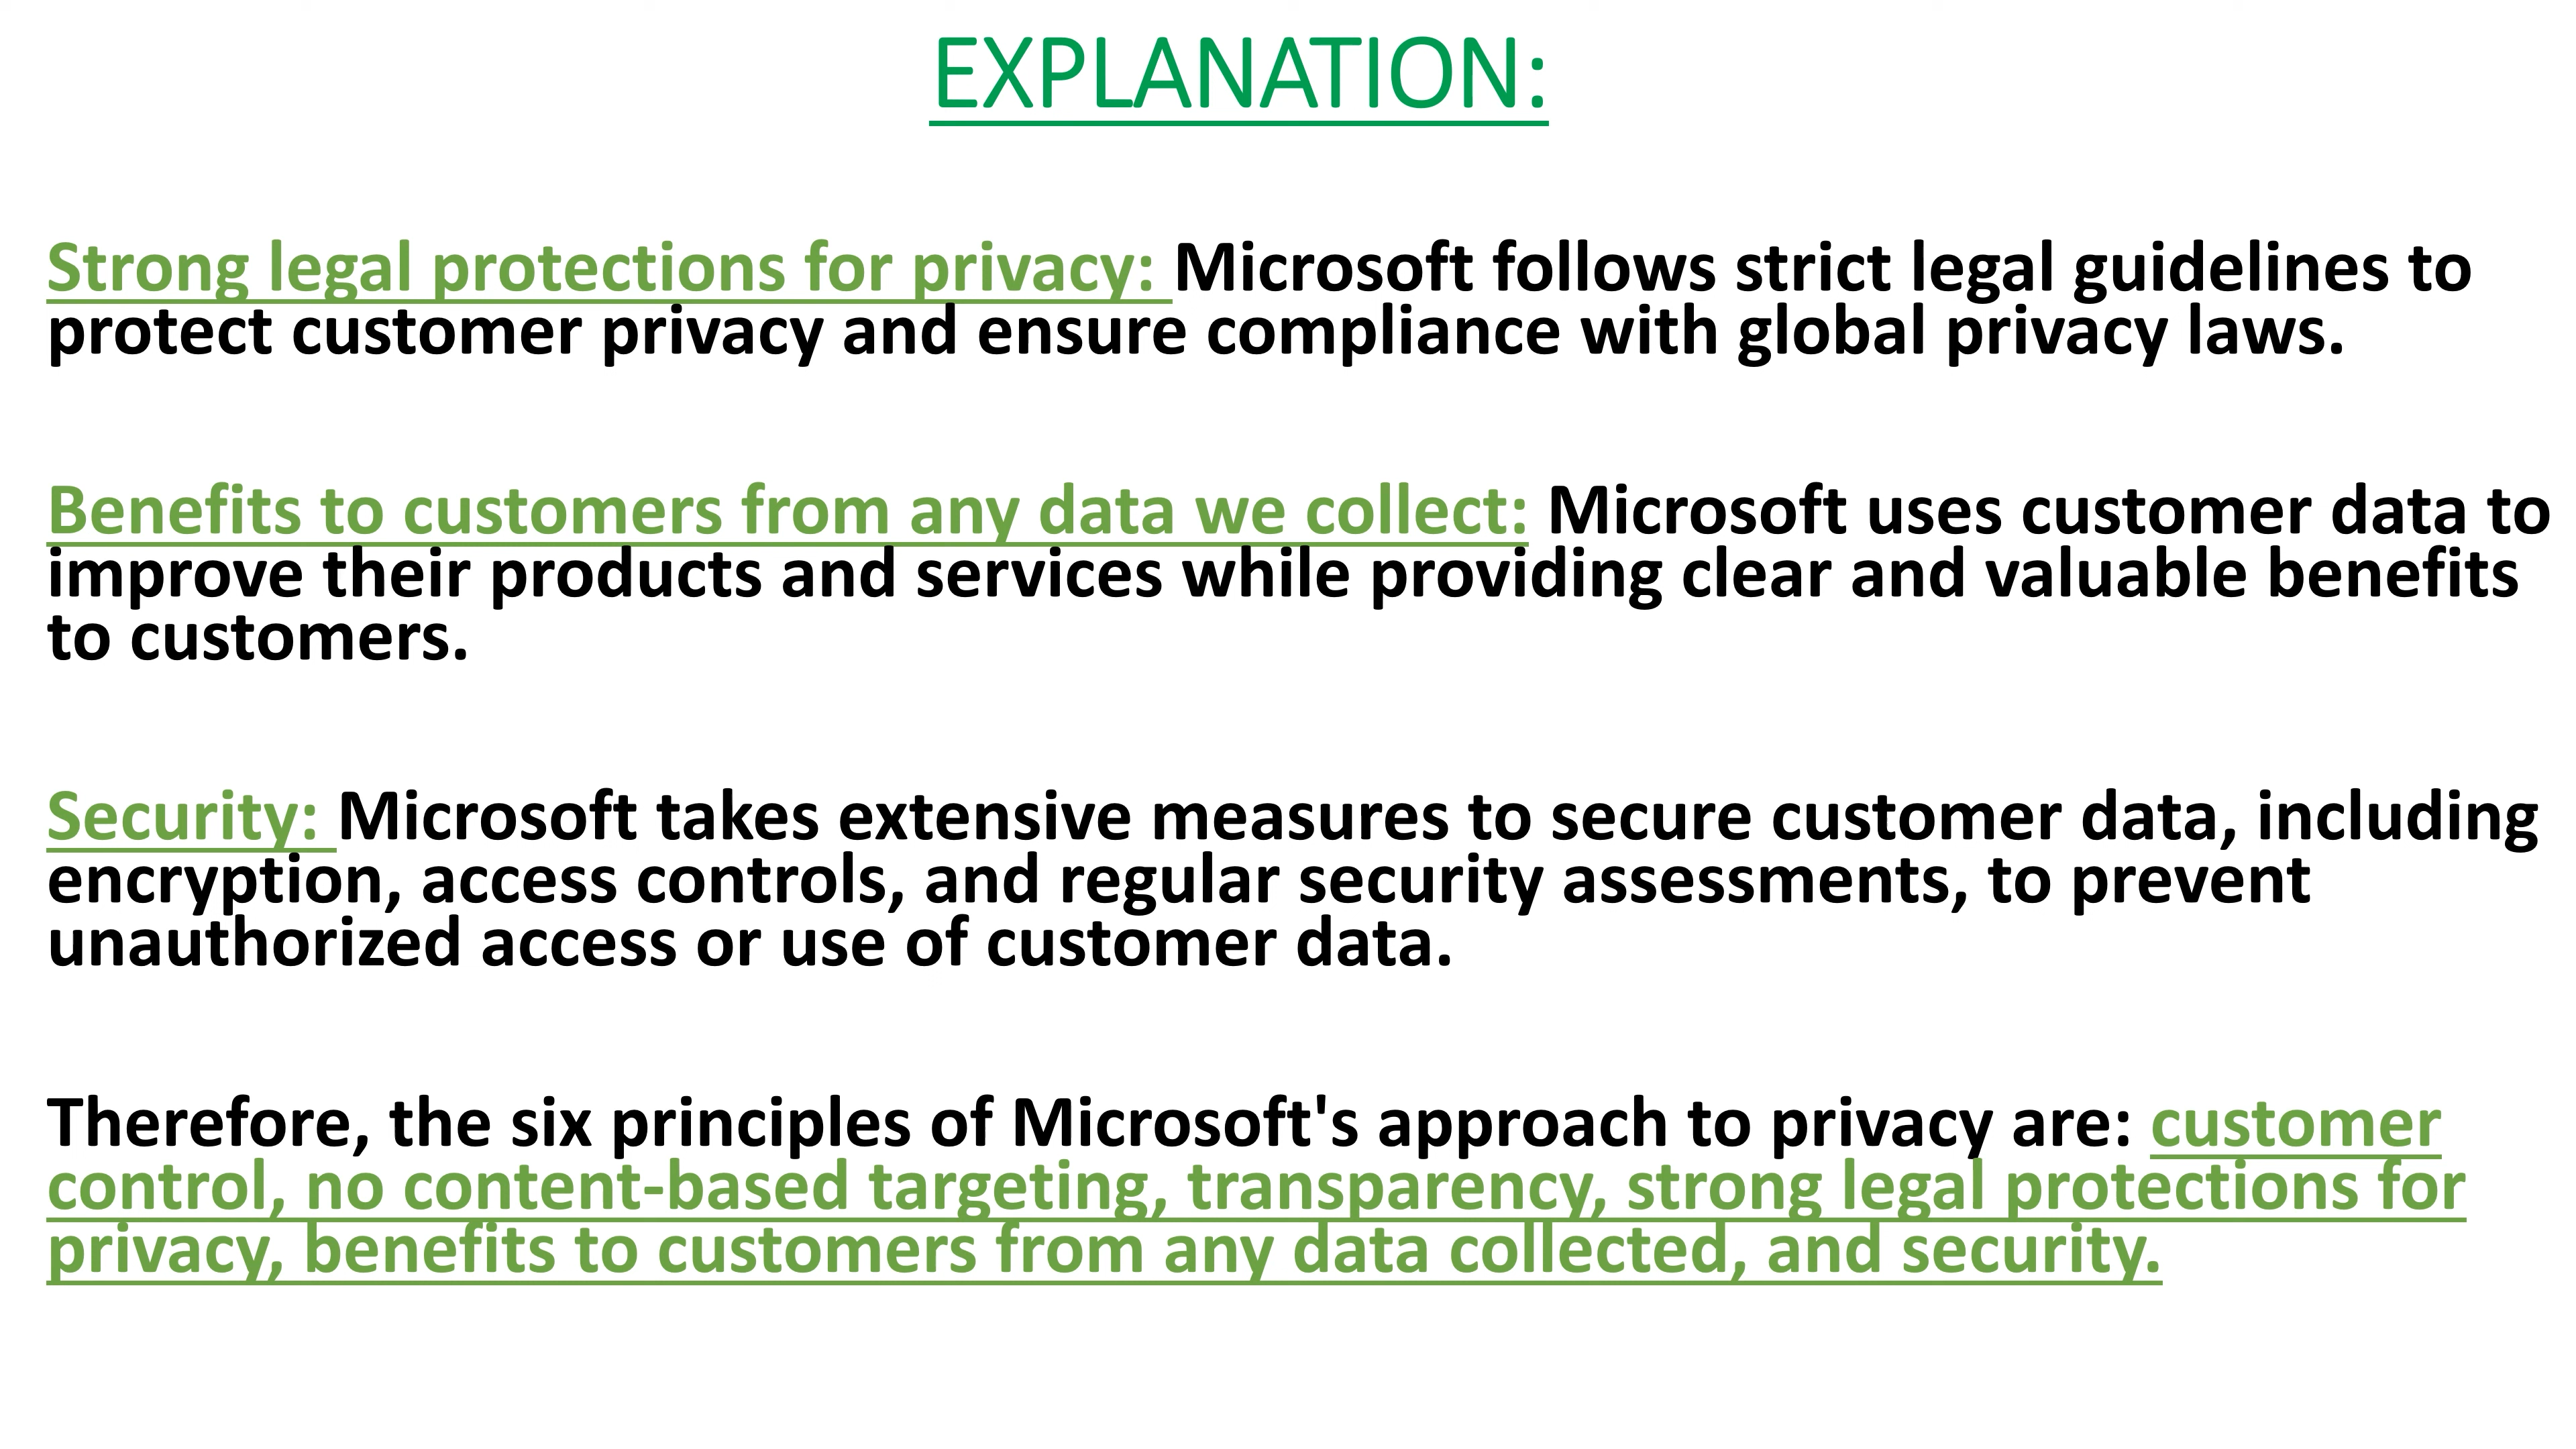 EXPLANATION:
Strong legal protections for privacy: Microsoft follows strict legal guidelines to
protect customer privacy and ensure compliance with global privacy laws.
Benefits to customers from any data we collect: Microsoft uses customer data to
improve their products and services while providing clear and valuable benefits
to customers.
Security: Microsoft takes extensive measures to secure customer data, including
encryption, access controls, and regular security assessments, to prevent
unauthorized access or use of customer data.
Therefore, the six principles of Microsoft's approach to privacy are: customer
control, no content-based targeting, transparency, strong legal protections for
privacy, benefits to customers from any data collected, and security.